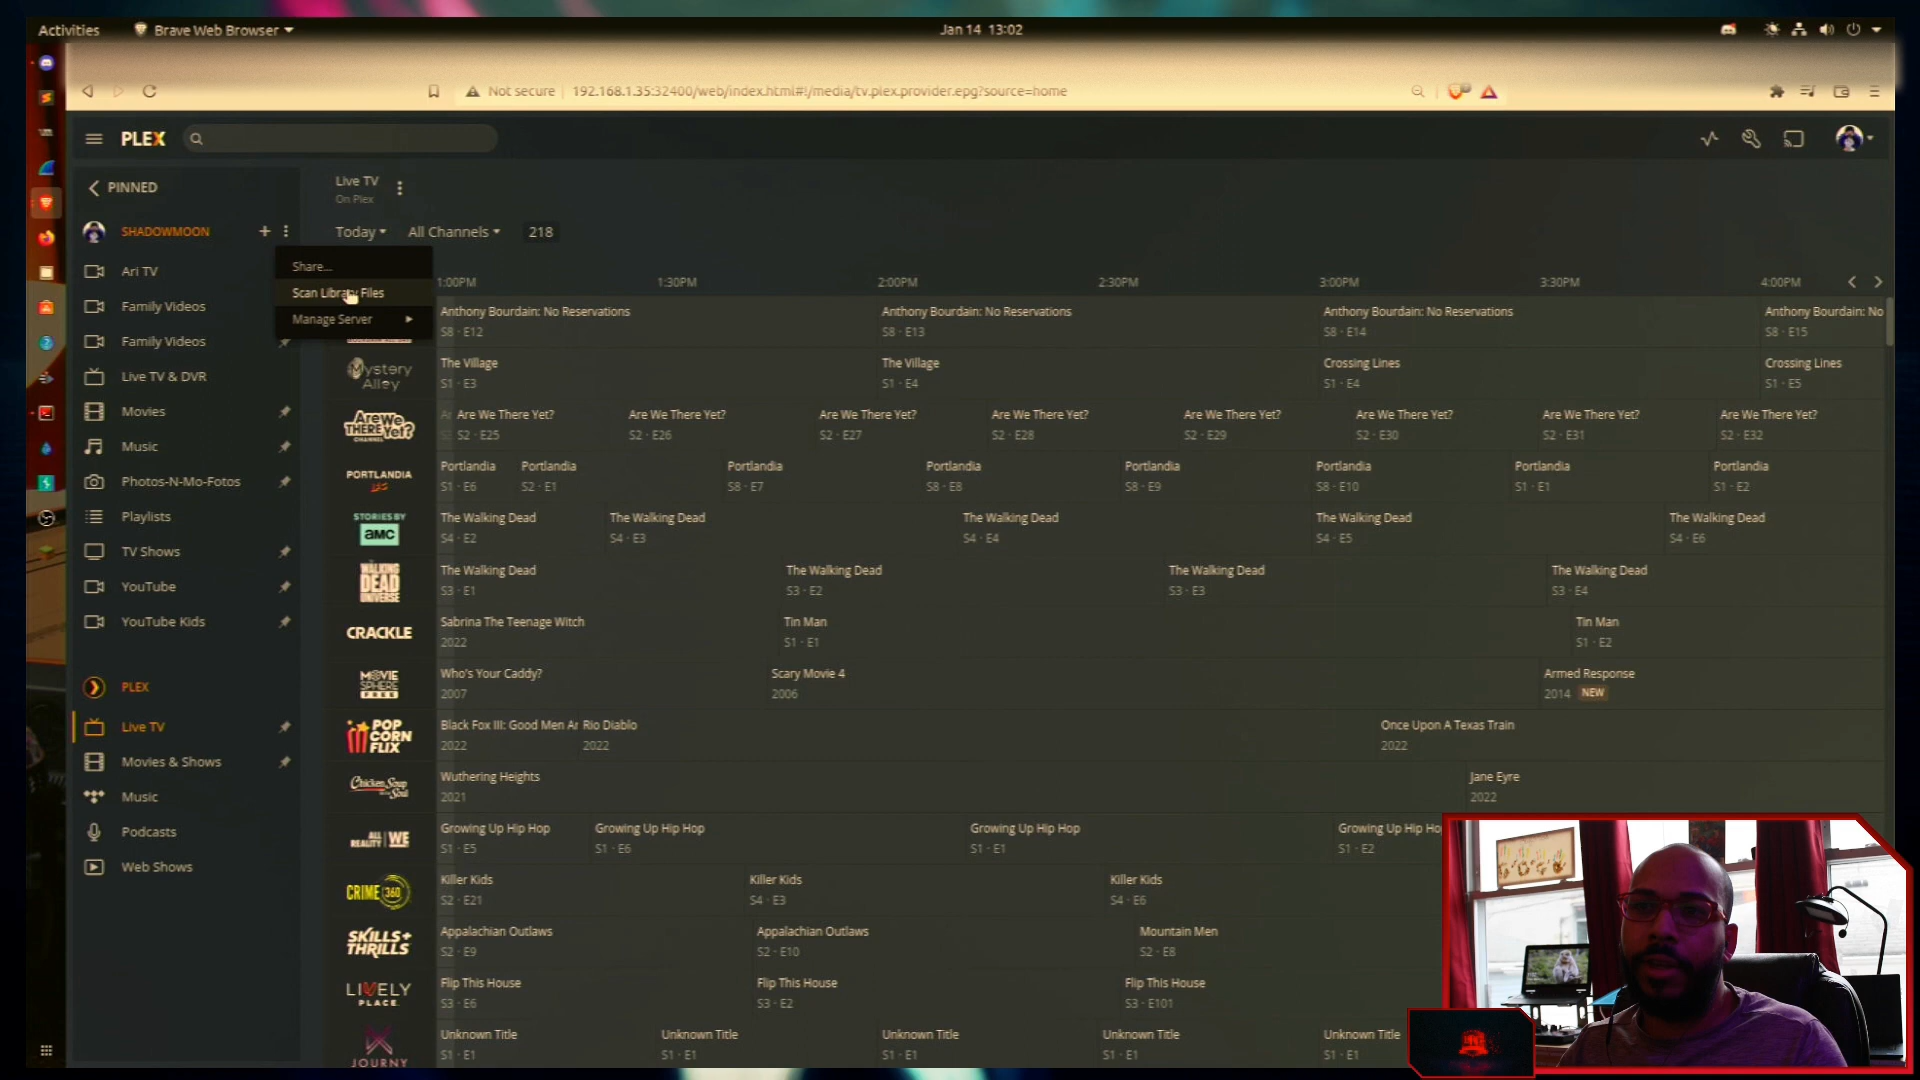 Activities
Brave Web Browser
Jan 14 13:02
Not secure
192.168.1.35:32400/web/index.html#!/media/tv.plex.provider.epg?source=home
PLEX
PINNED
Live TV
On Plex
SHADOWMOON
Today
All Channels
218
Share...
Scan Library Files
Manage Server
Ari TV
Family Videos
Family Videos
Live TV & DVR
Movies
Music
Photos-N-Mo-Fotos
Playlists
TV Shows
YouTube
YouTube Kids
PLEX
Live TV
Movies & Shows
Music
Podcasts
Web Shows
1:00PM 1:30PM 2:00PM 2:30PM 3:00PM 3:30PM 4:00PM
Anthony Bourdain: No Reservations Anthony Bourdain: No Reservations Anthony Bourdain: No Reservations Anthony Bourdain: No
S8 · E12 S8 · E13 S8 · E14 S8 · E15
Mystery Alley
The Village The Village Crossing Lines Crossing Lines
S1 · E3 S1 · E4 S1 · E4 S1 · E5
Are We THERE Yet? CHANNEL
Are We There Yet? Are We There Yet? Are We There Yet? Are We There Yet? Are We There Yet? Are We There Yet? Are We There Yet? Are We There Yet?
S2 · E25 S2 · E26 S2 · E27 S2 · E28 S2 · E29 S2 · E30 S2 · E31 S2 · E32
PORTLANDIA
Portlandia Portlandia Portlandia Portlandia Portlandia Portlandia Portlandia Portlandia
S1 · E6 S2 · E1 S8 · E7 S8 · E8 S8 · E9 S8 · E10 S1 · E1 S1 · E2
STORIES BY amc
The Walking Dead The Walking Dead The Walking Dead The Walking Dead The Walking Dead
S4 · E2 S4 · E3 S4 · E4 S4 · E5 S4 · E6
WALKING DEAD UNIVERSE
The Walking Dead The Walking Dead The Walking Dead The Walking Dead
S3 · E1 S3 · E2 S3 · E3 S3 · E4
CRACKLE
Sabrina The Teenage Witch Tin Man Tin Man
2022 S1 · E1 S1 · E2
MOVIE SPHERE FREE
Who's Your Caddy? Scary Movie 4 Armed Response
2007 2006 2014 NEW
POP CORN FLIX
Black Fox III: Good Men Ar Rio Diablo Once Upon A Texas Train
2022 2022 2022
Chicken Soup for the Soul
Wuthering Heights Jane Eyre
2021 2022
ALL REALITY WE
Growing Up Hip Hop Growing Up Hip Hop Growing Up Hip Hop Growing Up Hip Ho
S1 · E5 S1 · E6 S1 · E1 S1 · E2
CRIME 360
Killer Kids Killer Kids Killer Kids
S2 · E21 S4 · E3 S4 · E6
SKILLS+ THRILLS
Appalachian Outlaws Appalachian Outlaws Mountain Men
S2 · E9 S2 · E10 S2 · E8
LIVELY PLACE
Flip This House Flip This House Flip This House
S3 · E6 S3 · E2 S3 · E101
JOURNY
Unknown Title Unknown Title Unknown Title Unknown Title Unknown Title
S1 · E1 S1 · E1 S1 · E1 S1 · E1 S1 · E1